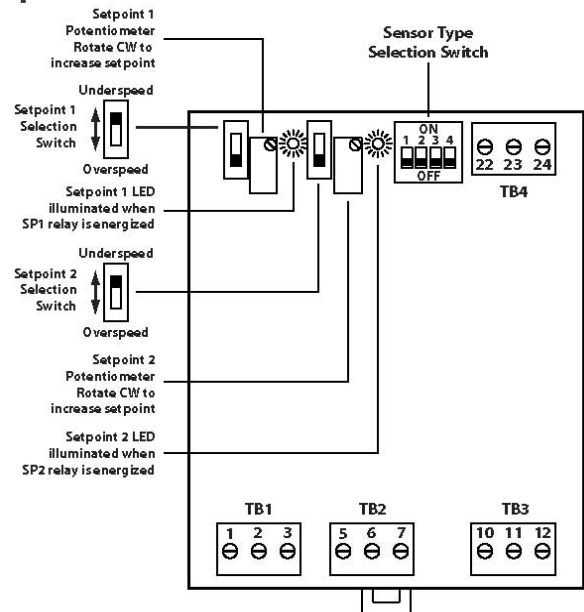 Setpoint 1
Potentiometer
Rotate CW to
increase setpoint
Sensor Type
Selection Switch
Underspeed
Setpoint 1
Selection
Switch
Overspeed
ON
1 2 3 4
OFF
22 23 24
TB4
Setpoint 1 LED
illuminated when
SP1 relay is energized
Underspeed
Setpoint 2
Selection
Switch
Overspeed
Setpoint 2
Potentiometer
Rotate CW to
increase setpoint
Setpoint 2 LED
illuminated when
SP2 relay is energized
TB1
1 2 3
TB2
5 6 7
TB3
10 11 12